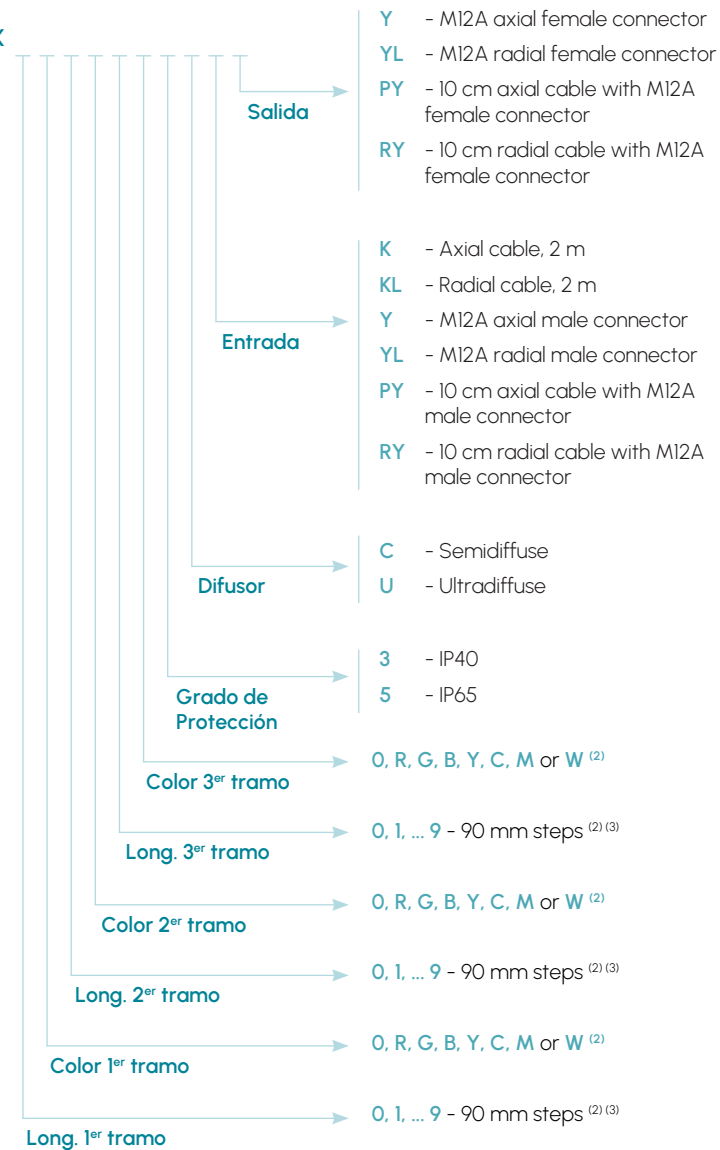 Y - M12A axial female connector
YL - M12A radial female connector
PY - 10 cm axial cable with M12A
female connector
RY - 10 cm radial cable with M12A
female connector
Salida
K - Axial cable, 2 m
KL - Radial cable, 2 m
Y - M12A axial male connector
YL - M12A radial male connector
PY - 10 cm axial cable with M12A
male connector
RY - 10 cm radial cable with M12A
male connector
Entrada
C - Semidiffuse
U - Ultradiffuse
Difusor
3 - IP40
5 - IP65
Grado de
Protección
0, R, G, B, Y, C, M or W (2)
Color 3er tramo
0, 1, ... 9 - 90 mm steps (2) (3)
Long. 3er tramo
0, R, G, B, Y, C, M or W (2)
Color 2er tramo
0, 1, ... 9 - 90 mm steps (2) (3)
Long. 2er tramo
0, R, G, B, Y, C, M or W (2)
Color 1er tramo
0, 1, ... 9 - 90 mm steps (2) (3)
Long. 1er tramo